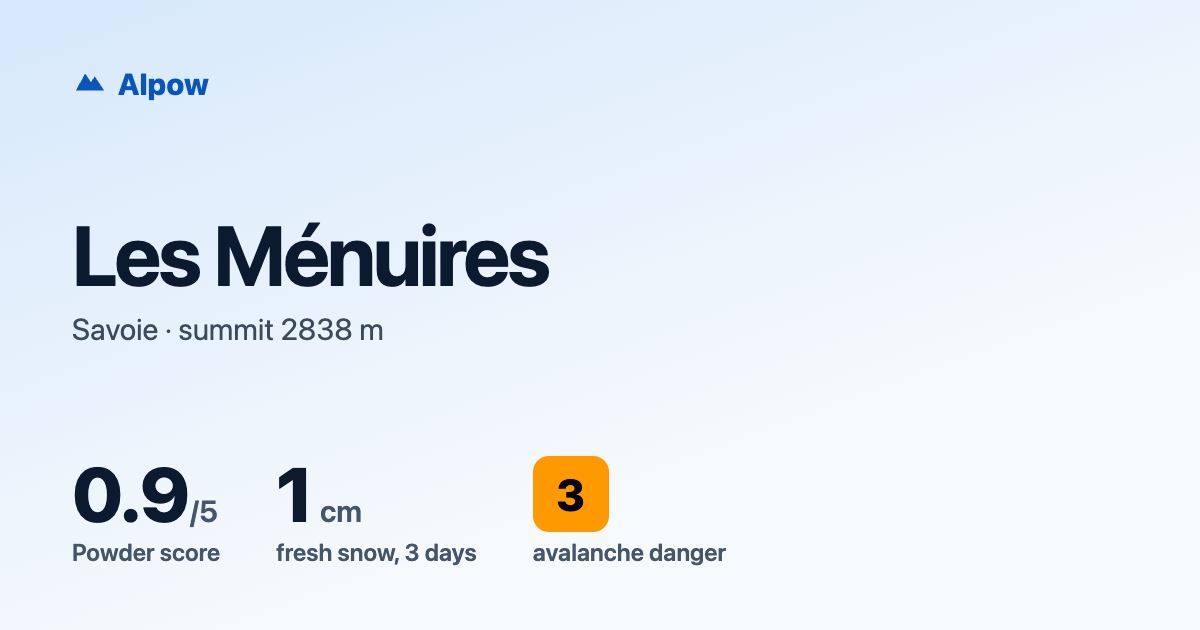 Alpow
Les Ménuires
Savoie · summit 2838 m
0.9/5
Powder score
1 cm
fresh snow, 3 days
3
avalanche danger